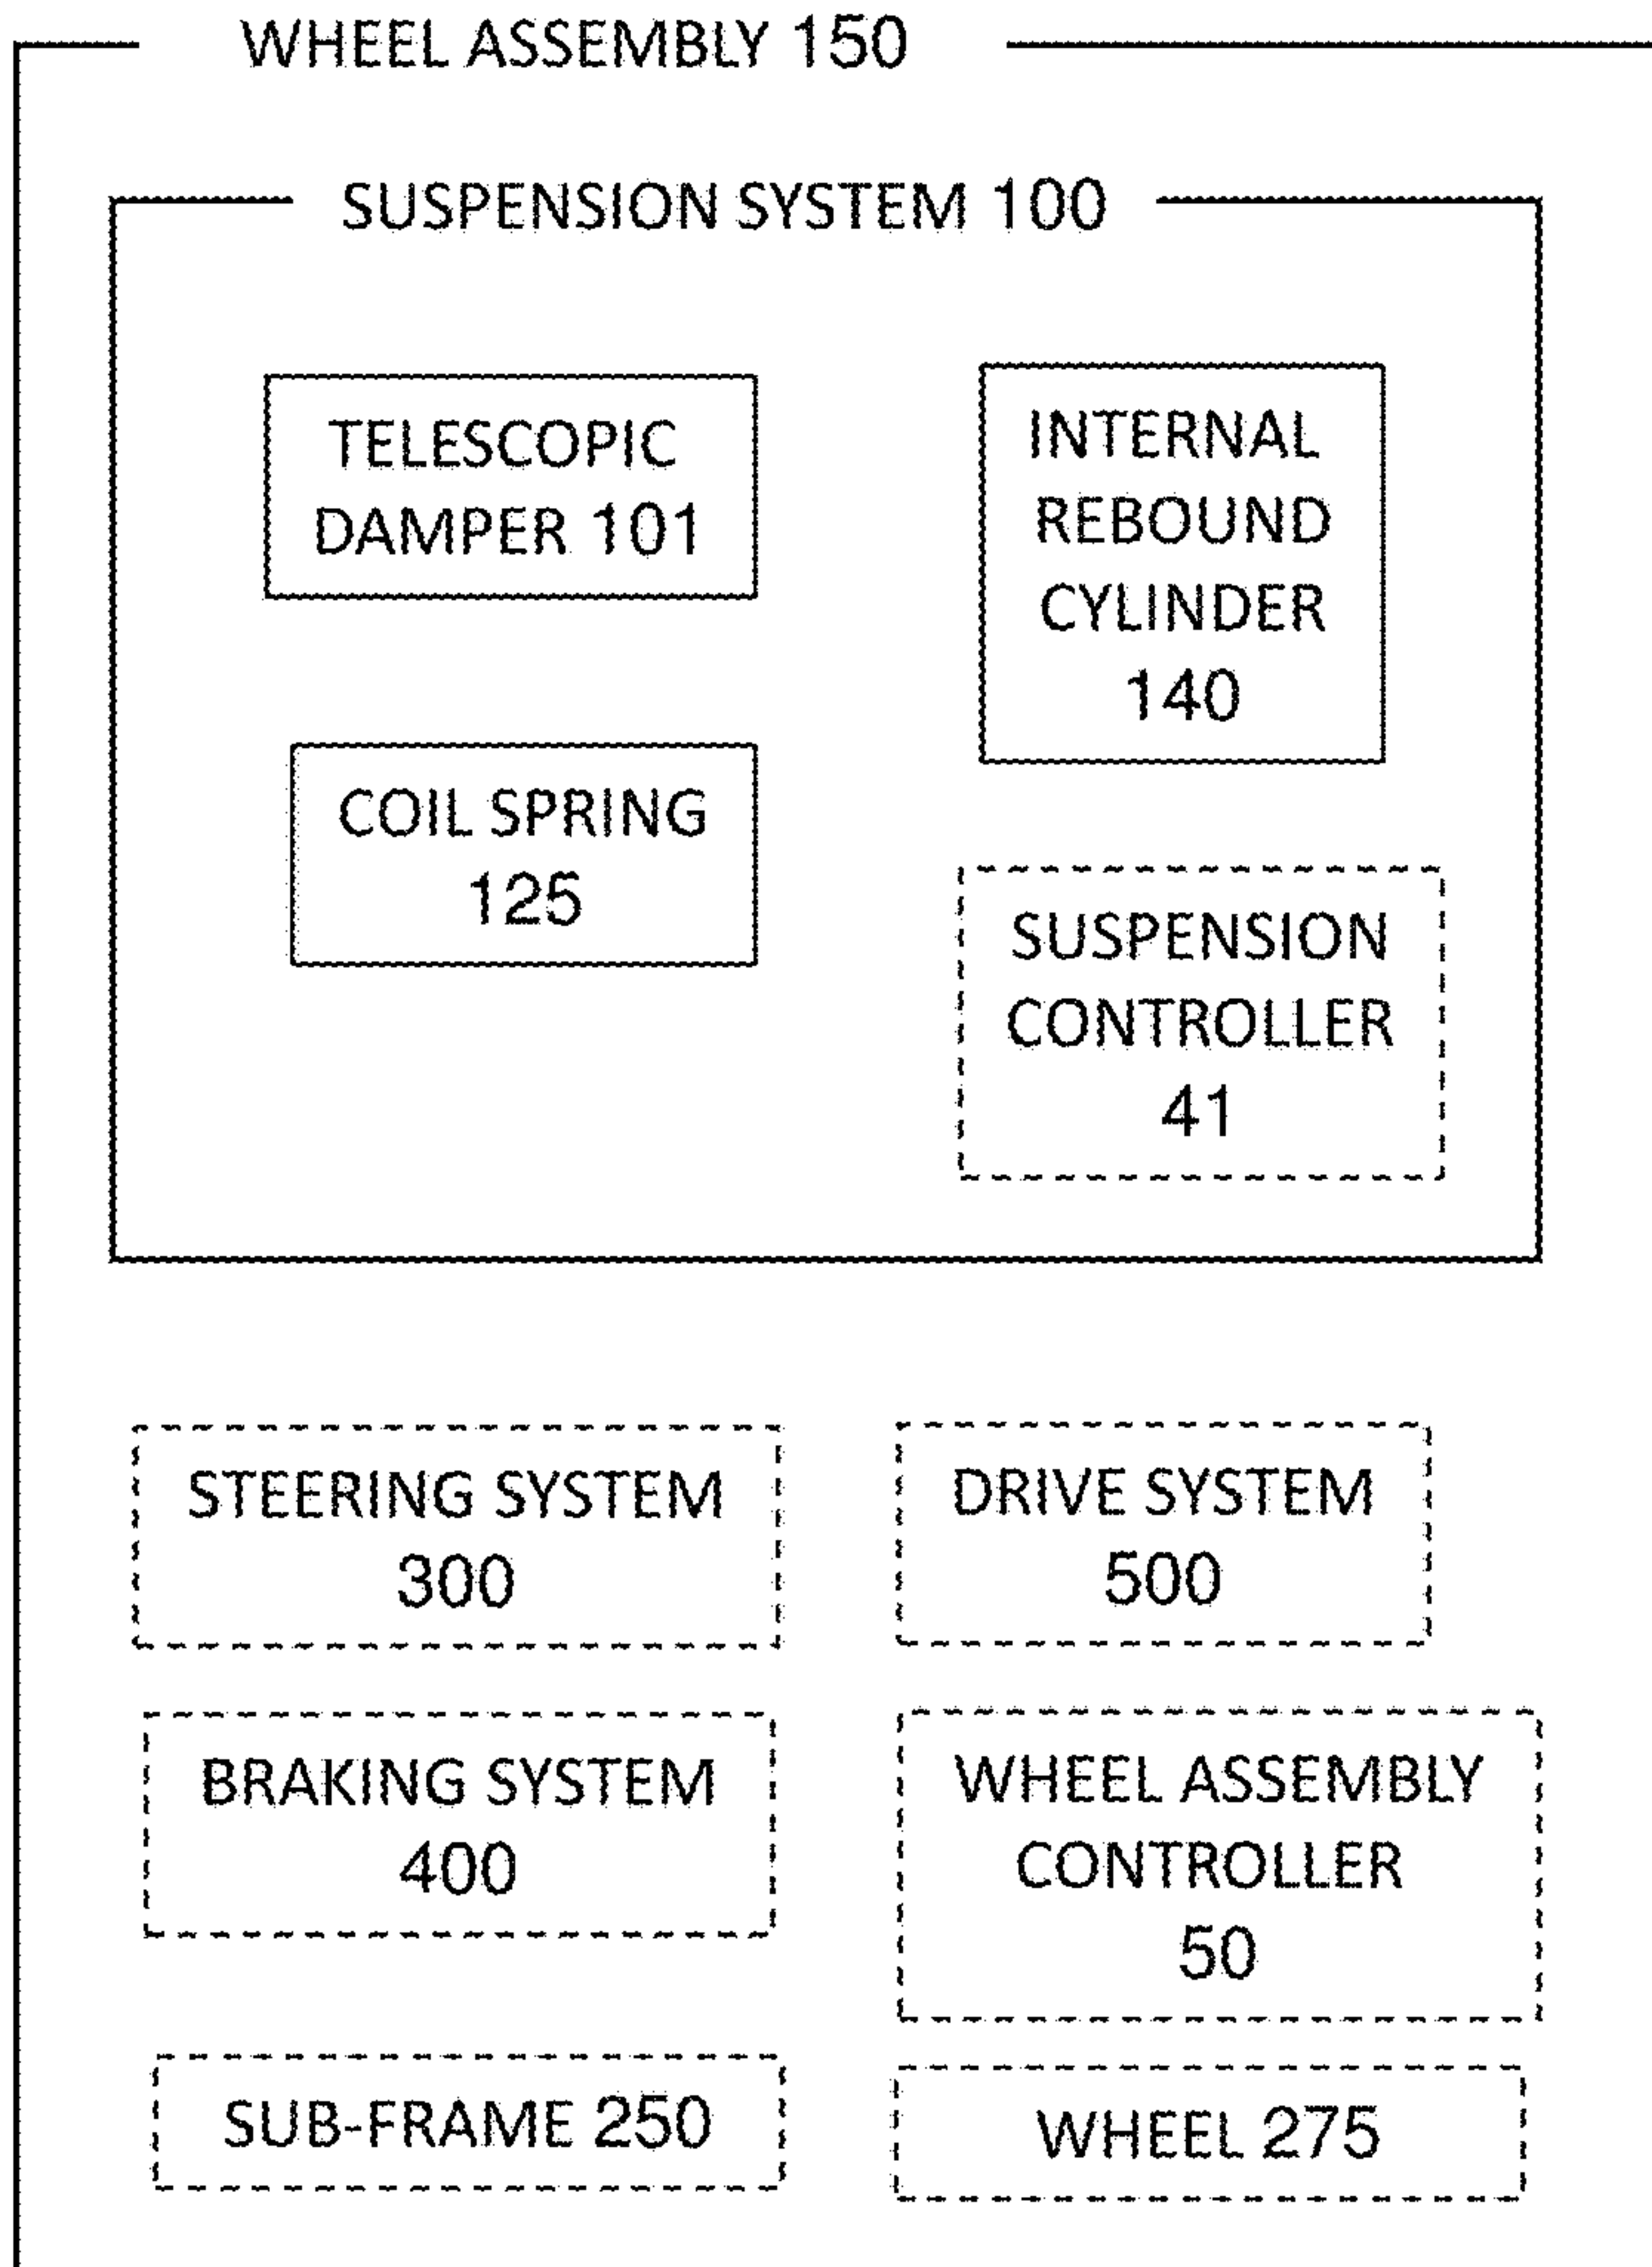 WHEEL ASSEMBLY 150
SUSPENSION SYSTEM 100
TELESCOPIC
DAMPER 101
INTERNAL
REBOUND
CYLINDER
140
COIL SPRING
125
SUSPENSION
CONTROLLER
41
STEERING SYSTEM
300
DRIVE SYSTEM
500
BRAKING SYSTEM
400
WHEEL ASSEMBLY
CONTROLLER
50
SUB-FRAME 250
WHEEL 275